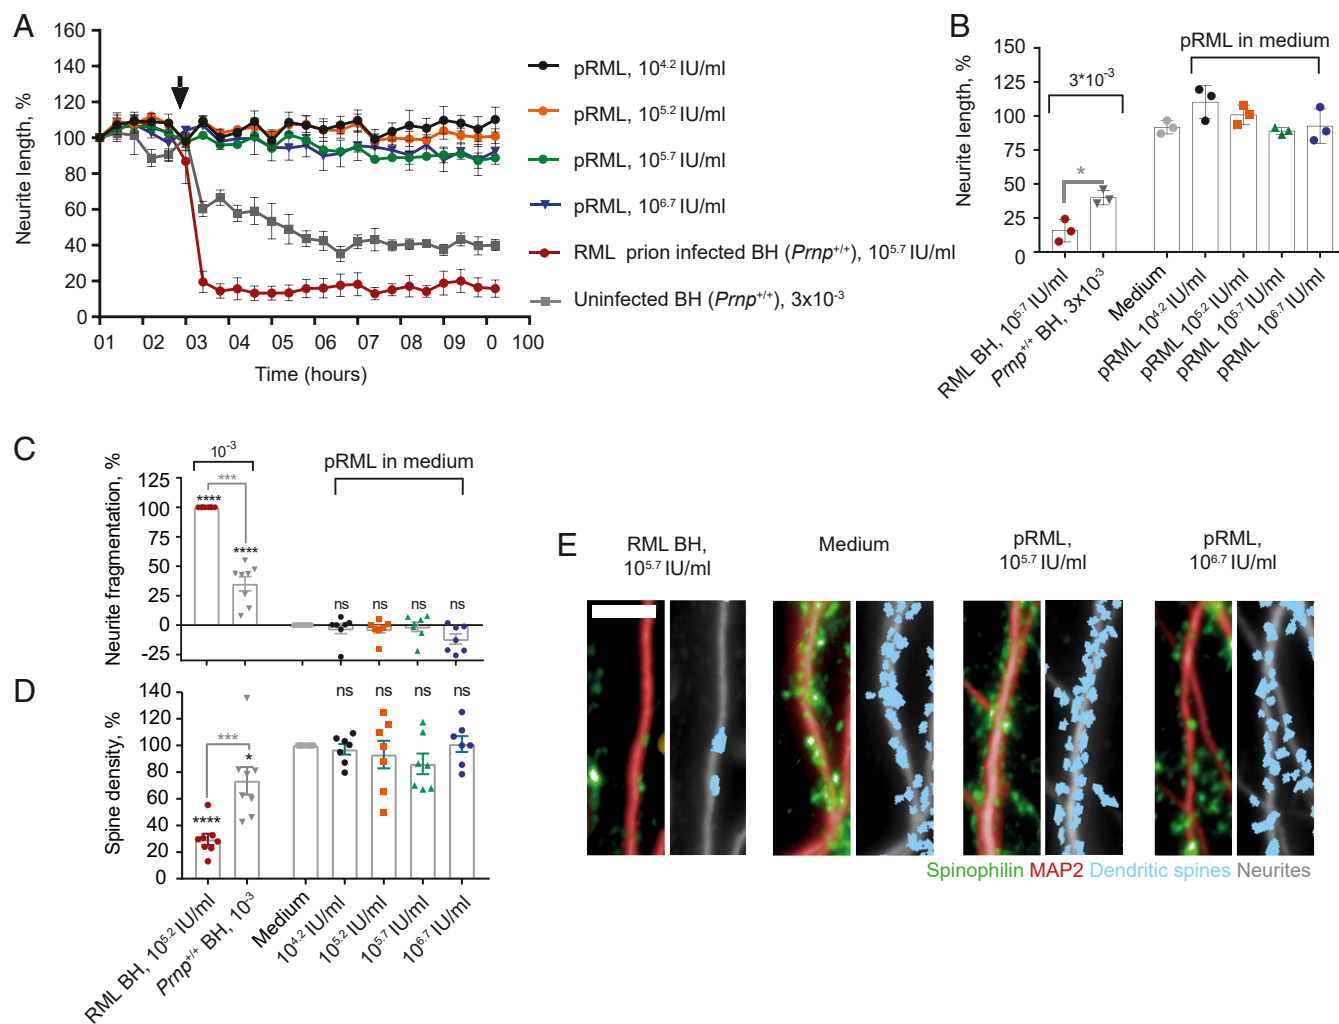 A
Neurite length, %
160
140
120
100
80
60
40
20
0
01 02 03 04 05 06 07 08 09 0 100
Time (hours)
pRML, 10^4.2 IU/ml
pRML, 10^5.2 IU/ml
pRML, 10^5.7 IU/ml
pRML, 10^6.7 IU/ml
RML prion infected BH (Prnp+/+), 10^5.7 IU/ml
Uninfected BH (Prnp+/+), 3x10^-3
B
Neurite length, %
150
125
100
75
50
25
0
pRML in medium
3*10^-3
*
RML BH, 10^5.7 IU/ml
Prnp+/+ BH, 3x10^-3
Medium
pRML 10^4.2 IU/ml
pRML 10^5.2 IU/ml
pRML 10^5.7 IU/ml
pRML 10^6.7 IU/ml
C
Neurite fragmentation, %
125
100
75
50
25
0
-25
10^-3
***
****
****
pRML in medium
ns ns ns ns
D
Spine density, %
140
120
100
80
60
40
20
0
***
****
*
ns ns ns ns
RML BH, 10^5.2 IU/ml
Prnp+/+ BH, 10^-3
Medium
10^4.2 IU/ml
10^5.2 IU/ml
10^5.7 IU/ml
10^6.7 IU/ml
E
RML BH,
10^5.7 IU/ml
Medium
pRML,
10^5.7 IU/ml
pRML,
10^6.7 IU/ml
Spinophilin MAP2 Dendritic spines Neurites